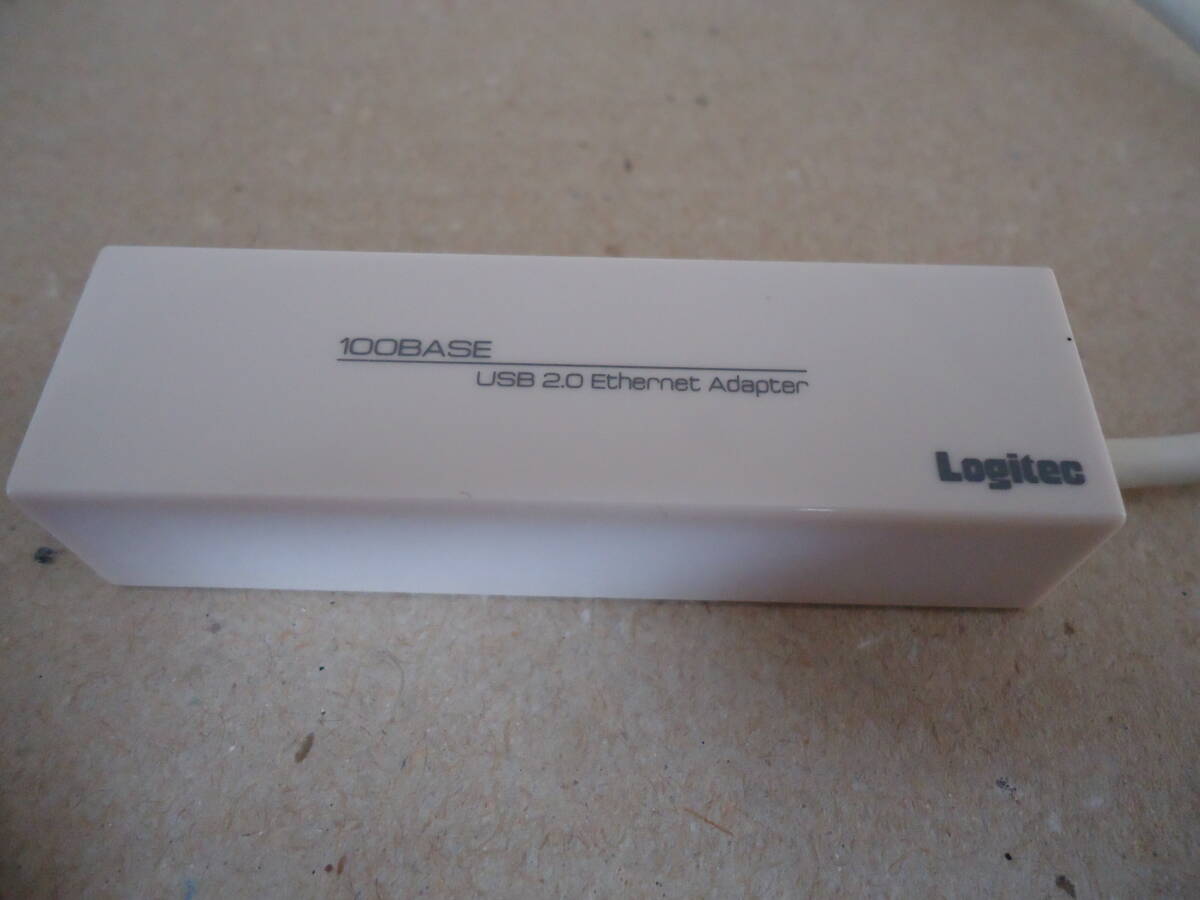 100BASE
USB 2.0 Ethernet Adapter
Logitec